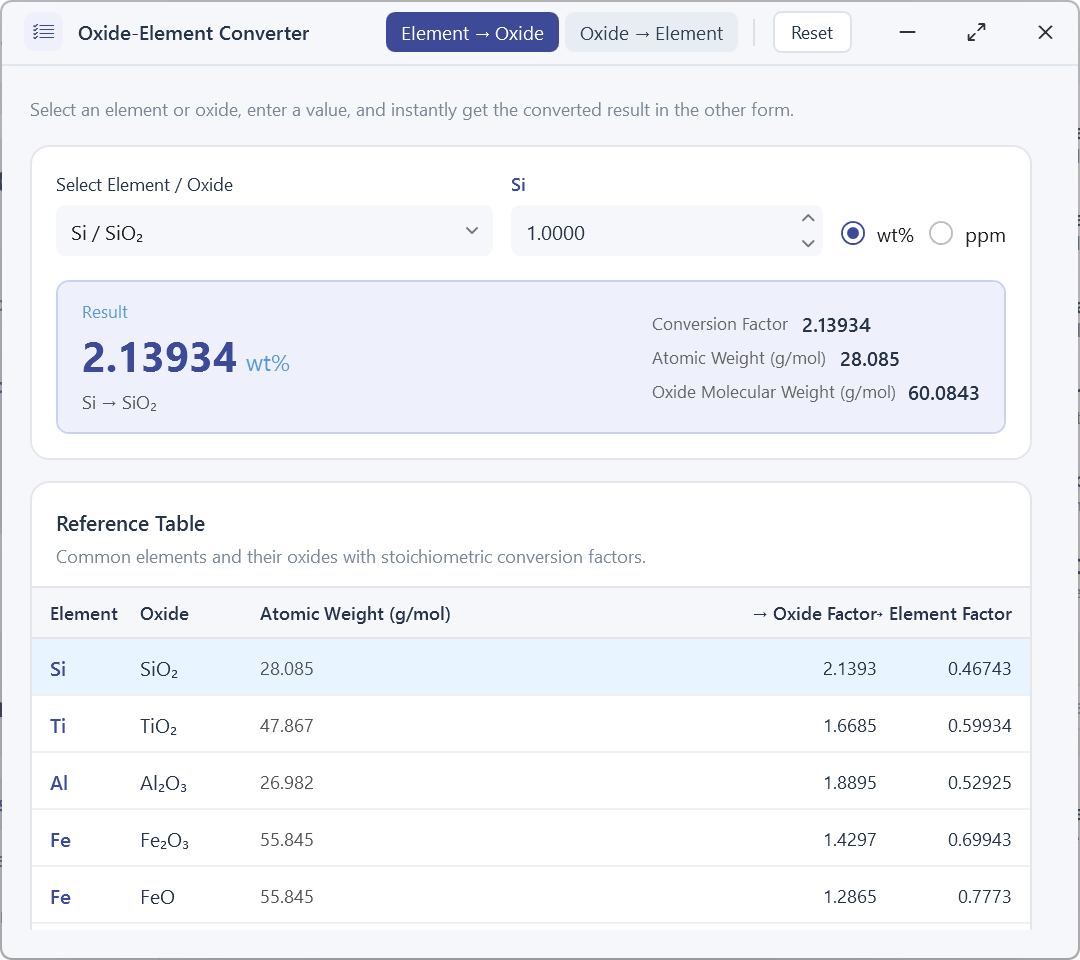 Oxide-Element Converter
Element → Oxide
Oxide → Element
Reset
Select an element or oxide, enter a value, and instantly get the converted result in the other form.
Select Element / Oxide
Si
Si / SiO₂
1.0000
wt%
ppm
Result
2.13934 wt%
Si → SiO₂
Conversion Factor 2.13934
Atomic Weight (g/mol) 28.085
Oxide Molecular Weight (g/mol) 60.0843
Reference Table
Common elements and their oxides with stoichiometric conversion factors.
Element Oxide Atomic Weight (g/mol) → Oxide Factor → Element Factor
Si SiO₂ 28.085 2.1393 0.46743
Ti TiO₂ 47.867 1.6685 0.59934
Al Al₂O₃ 26.982 1.8895 0.52925
Fe Fe₂O₃ 55.845 1.4297 0.69943
Fe FeO 55.845 1.2865 0.7773